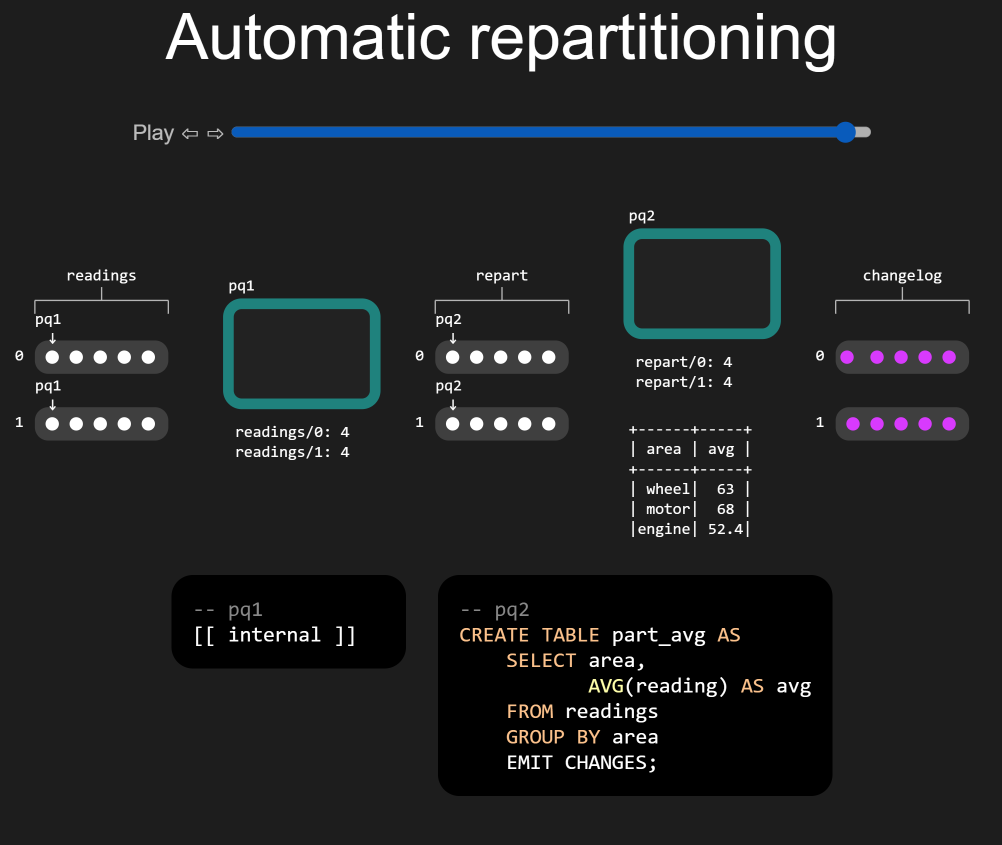 Automatic repartitioning
Play ⇦ ⇨
pq2
readings
repart
changelog
pq1
pq1
pq2
0
0
0
repart/0: 4
repart/1: 4
pq1
pq2
1
1
1
readings/0: 4
readings/1: 4
+------+-----+
| area | avg |
+------+-----+
| wheel|  63 |
| motor|  68 |
|engine| 52.4|
-- pq1
[[ internal ]]
-- pq2
CREATE TABLE part_avg AS
    SELECT area,
           AVG(reading) AS avg
    FROM readings
    GROUP BY area
    EMIT CHANGES;